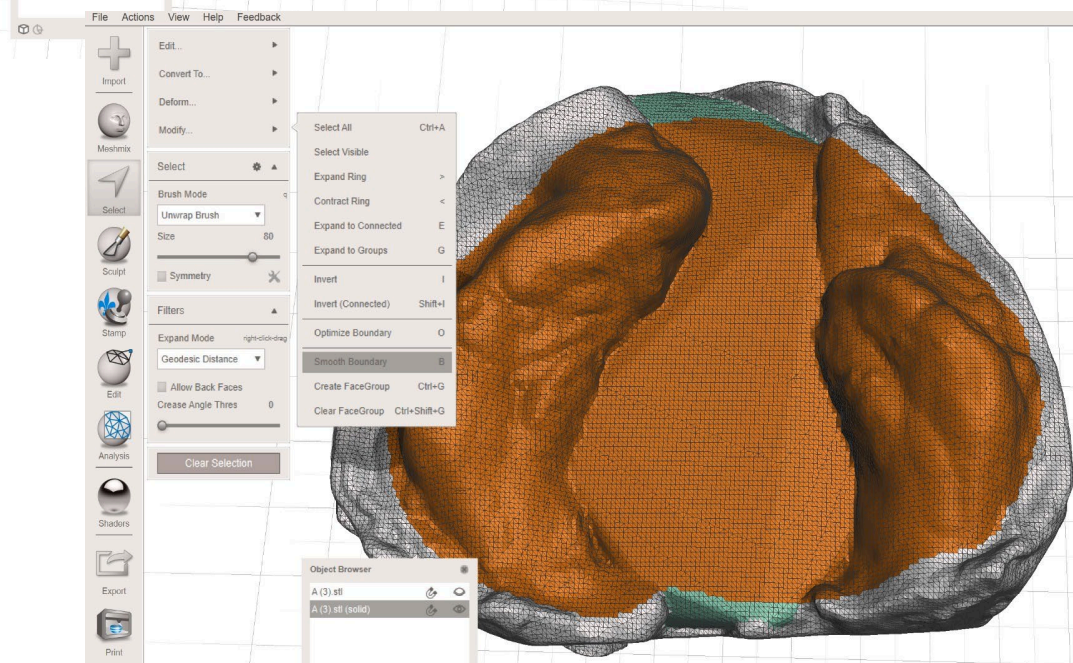 File Actions View Help Feedback
Import
Meshmix
Select
Sculpt
Stamp
Edit
Analysis
Shaders
Export
Print
Edit...
Convert To...
Deform...
Modify...
Select
Brush Mode
Unwrap Brush
Size 80
Symmetry
Filters
Expand Mode right-click-drag
Geodesic Distance
Allow Back Faces
Crease Angle Thres 0
Clear Selection
Select All Ctrl+A
Select Visible
Expand Ring >
Contract Ring <
Expand to Connected E
Expand to Groups G
Invert I
Invert (Connected) Shift+I
Optimize Boundary O
Smooth Boundary B
Create FaceGroup Ctrl+G
Clear FaceGroup Ctrl+Shift+G
Object Browser
A (3).stl
A (3).stl (solid)